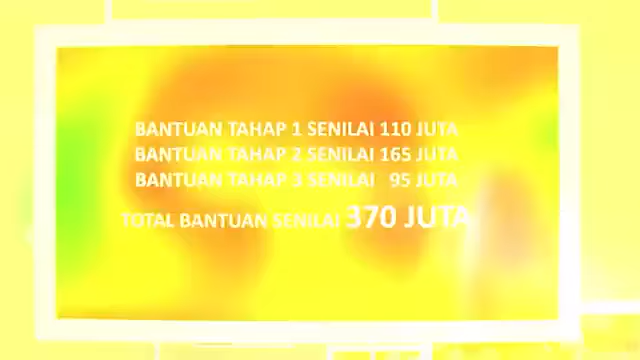 BANTUAN TAHAP 1 SENILAI 110 JUTA
BANTUAN TAHAP 2 SENILAI 165 JUTA
BANTUAN TAHAP 3 SENILAI 95 JUTA
TOTAL BANTUAN SENILAI 370 JUTA